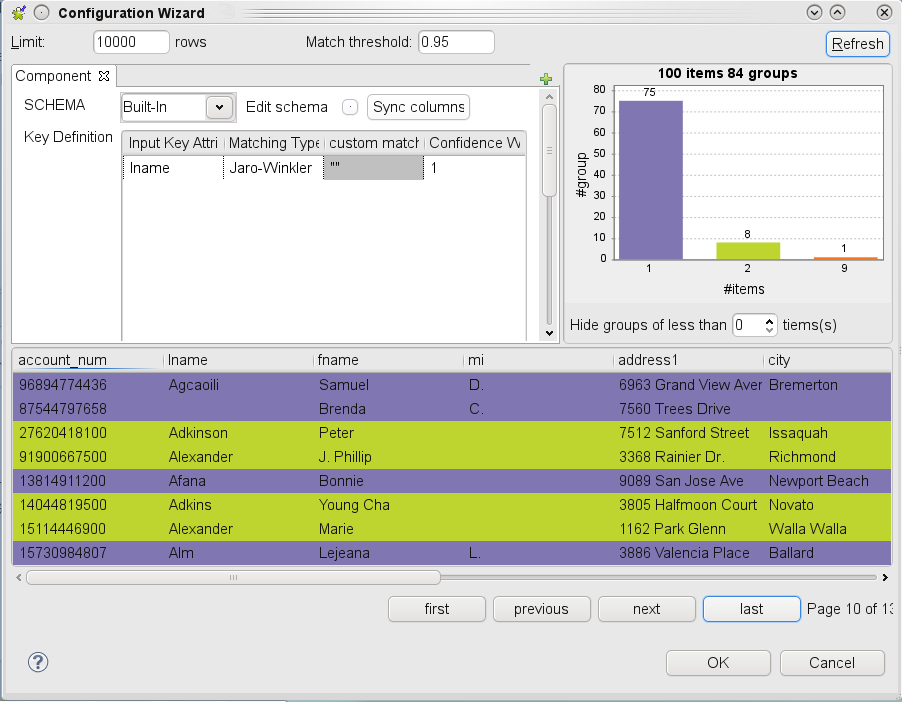 Configuration Wizard
Limit: 10000 rows Match threshold: 0.95 Refresh
Component
SCHEMA Built-In Edit schema Sync columns
Key Definition
Input Key Attri Matching Type custom match Confidence W
lname Jaro-Winkler "" 1
100 items 84 groups
#group
80
70
60
50
40
30
20
10
0
75
8
1
1 2 9
#items
Hide groups of less than 0 tiems(s)
account_num lname fname mi address1 city
96894774436 Agcaoili Samuel D. 6963 Grand View Aver Bremerton
87544797658 Brenda C. 7560 Trees Drive
27620418100 Adkinson Peter 7512 Sanford Street Issaquah
91900667500 Alexander J. Phillip 3368 Rainier Dr. Richmond
13814911200 Afana Bonnie 9089 San Jose Ave Newport Beach
14044819500 Adkins Young Cha 3805 Halfmoon Court Novato
15114446900 Alexander Marie 1162 Park Glenn Walla Walla
15730984807 Alm Lejeana L. 3886 Valencia Place Ballard
first previous next last Page 10 of 13
? OK Cancel